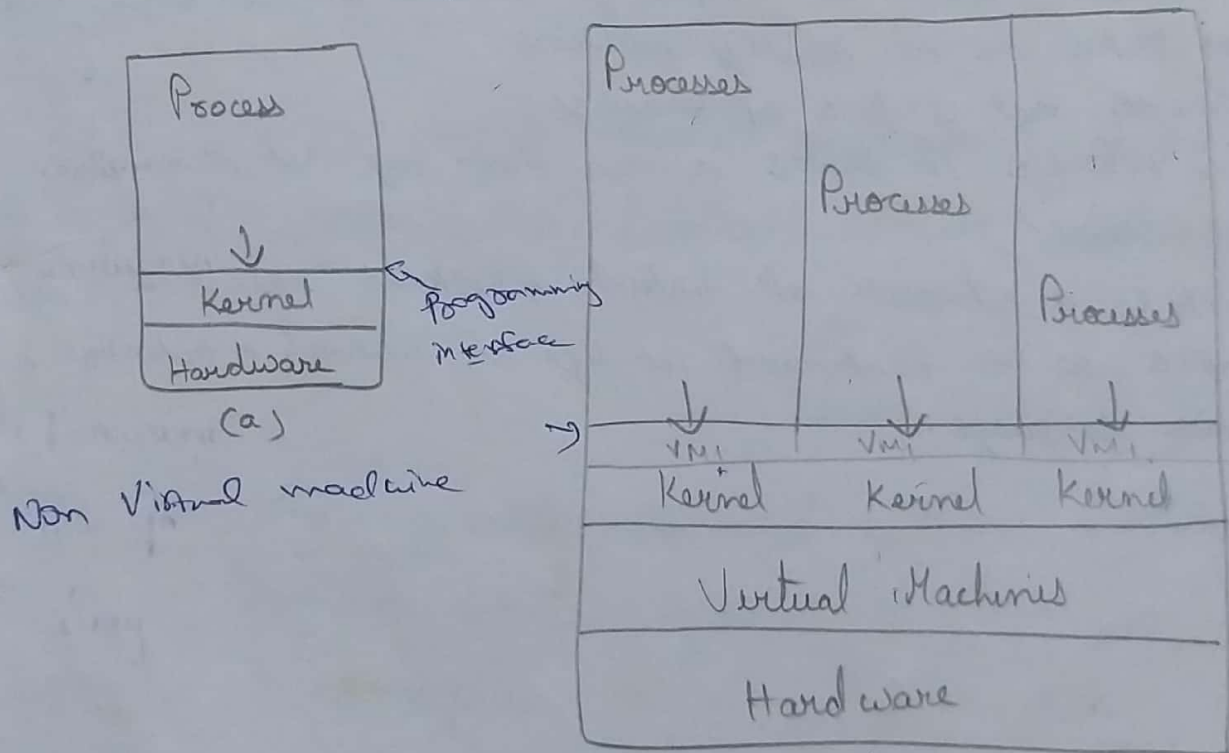 Process
Kernel
Hardware
(a)
Programming
interface
Non Virtual machine
Processes
Processes
Processes
VM1 VM1 VM1.
Kernel Kernel Kernel
Virtual Machines
Hardware